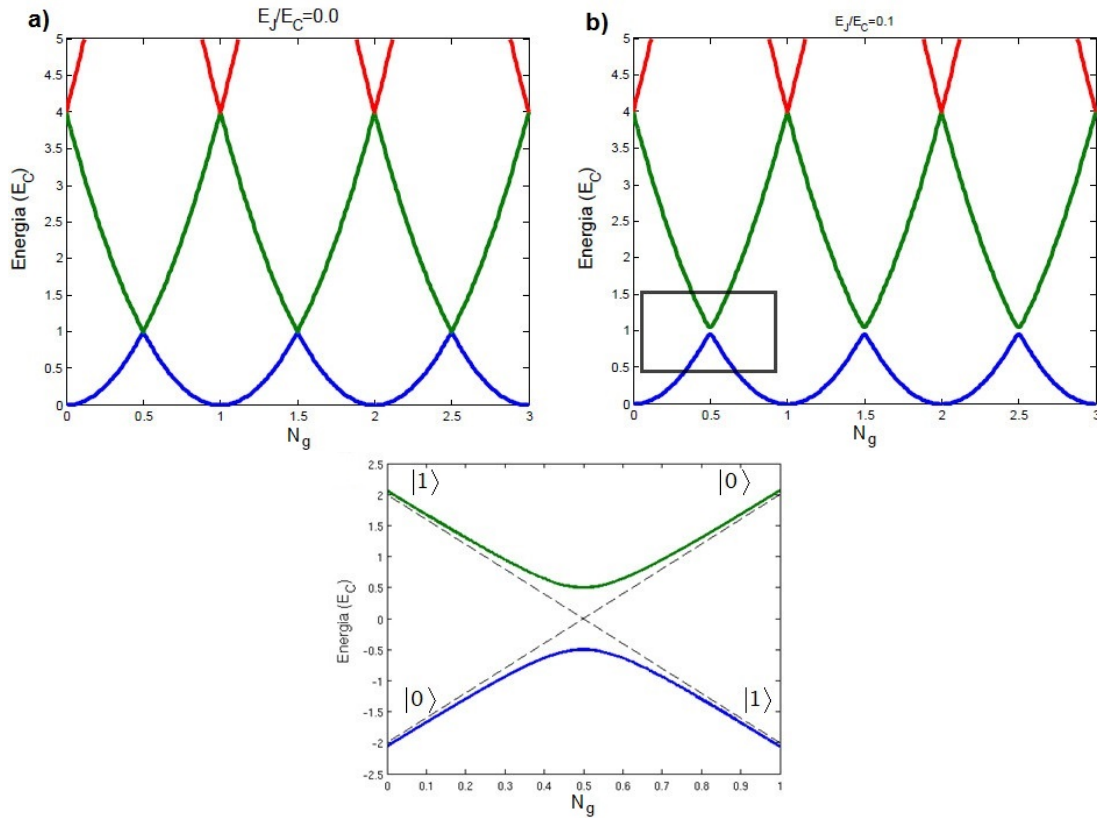 a)
E_J/E_C=0.0
5
4.5
4
3.5
3
2.5
2
1.5
1
0.5
0
Energia (E_C)
0 0.5 1 1.5 2 2.5 3
N_g
b)
E_J/E_C=0.1
5
4.5
4
3.5
3
2.5
2
1.5
1
0.5
0
Energia (E_C)
0 0.5 1 1.5 2 2.5 3
N_g
2.5
2
1.5
1
0.5
0
-0.5
-1
-1.5
-2
-2.5
Energia (E_C)
|1⟩ |0⟩
|0⟩ |1⟩
0 0.1 0.2 0.3 0.4 0.5 0.6 0.7 0.8 0.9 1
N_g